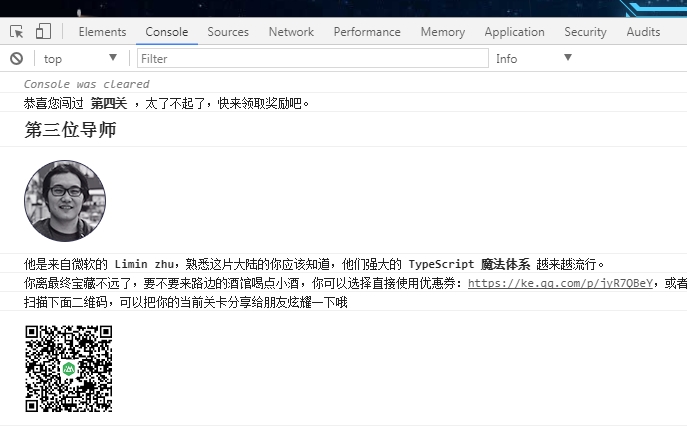 Elements Console Sources Network Performance Memory Application Security Audits
top Filter Info
Console was cleared
恭喜您闯过 第四关 ，太了不起了，快来领取奖励吧。
第三位导师
他是来自微软的 Limin zhu，熟悉这片大陆的你应该知道，他们强大的 TypeScript 魔法体系 越来越流行。
你离最终宝藏不远了，要不要来路边的酒馆喝点小酒，你可以选择直接使用优惠券：https://ke.qq.com/p/jyR7QBeY，或者
扫描下面二维码，可以把你的当前关卡分享给朋友炫耀一下哦